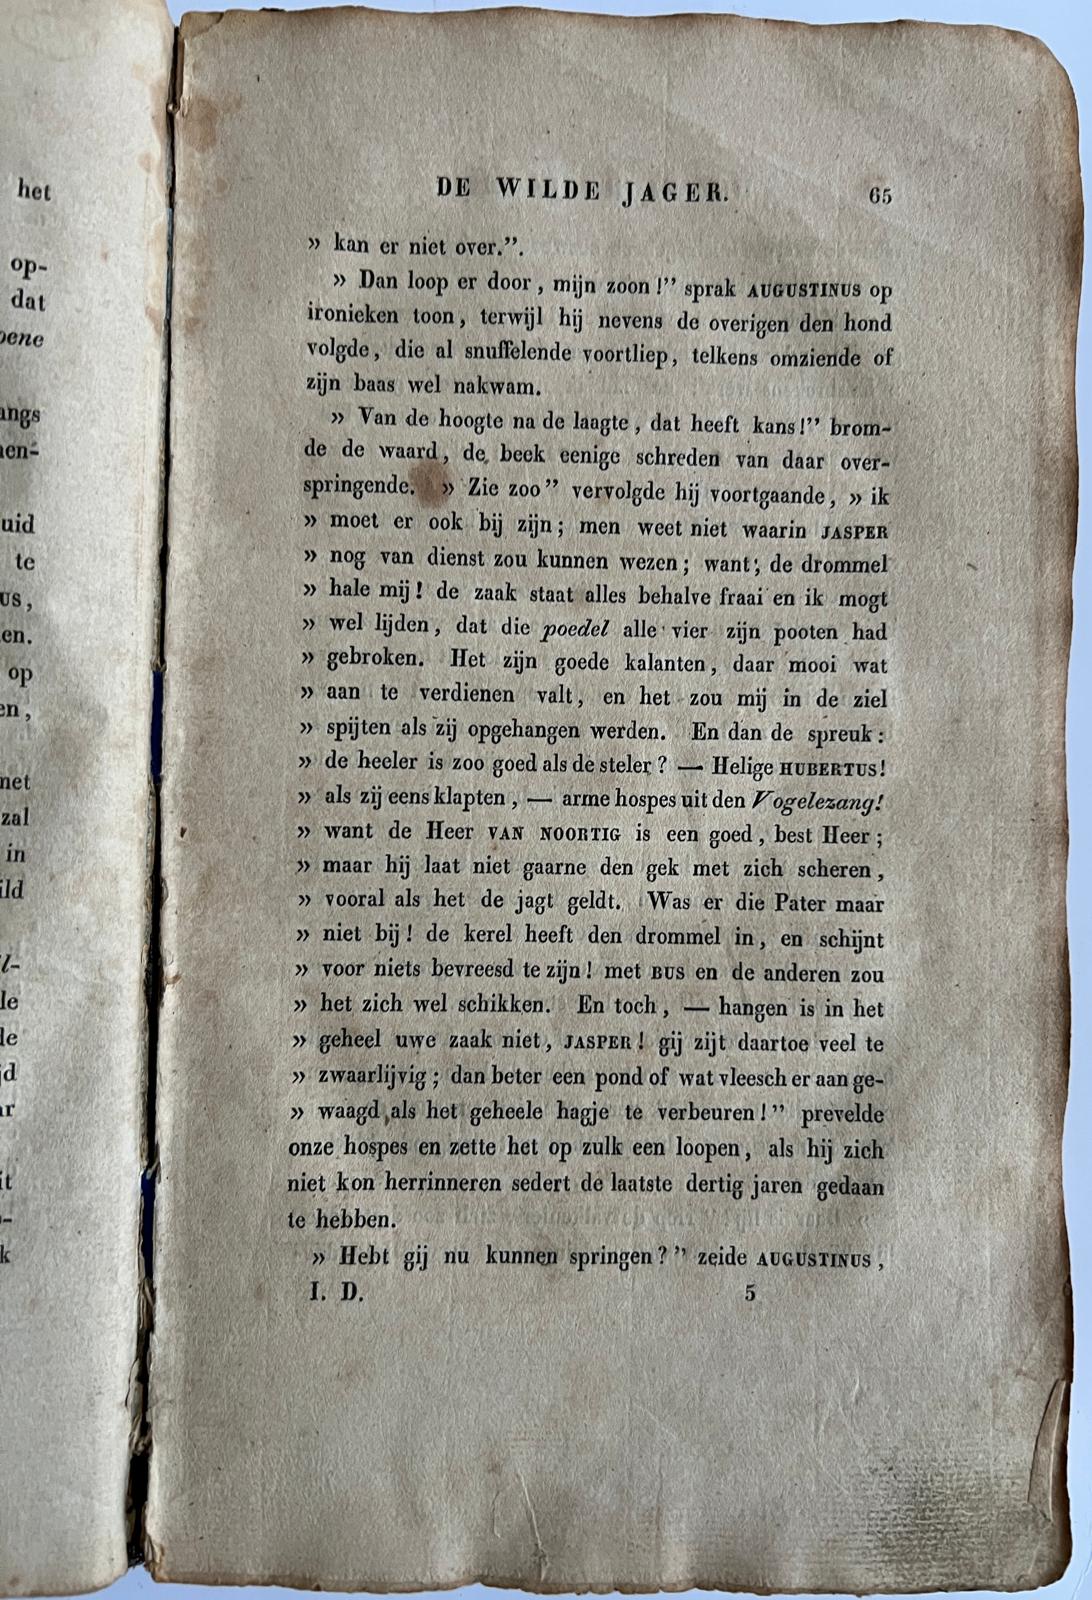 het
op-
dat
te
op
in
DE WILDE JAGER. 65
» kan er niet over.”.
» Dan loop er door, mijn zoon!” sprak AUGUSTINUS op
ironieken toon, terwijl hij nevens de overigen den hond
volgde, die al snuffelende voortliep, telkens omziende of
zijn baas wel nakwam.
» Van de hoogte na de laagte, dat heeft kans!” brom-
de de waard, de beek eenige schreden van daar over-
springende. » Zie zoo” vervolgde hij voortgaande, » ik
» moet er ook bij zijn; men weet niet waarin JASPER
» nog van dienst zou kunnen wezen; want, de drommel
» hale mij! de zaak staat alles behalve fraai en ik mogt
» wel lijden, dat die poedel alle vier zijn pooten had
» gebroken. Het zijn goede kalanten, daar mooi wat
» aan te verdienen valt, en het zou mij in de ziel
» spijten als zij opgehangen werden. En dan de spreuk:
» de heeler is zoo goed als de steler? — Helige HUBERTUS!
» als zij eens klapten, — arme hospes uit den Vogelezang!
» want de Heer VAN NOORTIG is een goed, best Heer;
» maar hij laat niet gaarne den gek met zich scheren,
» vooral als het de jagt geldt. Was er die Pater maar
» niet bij! de kerel heeft den drommel in, en schijnt
» voor niets bevreesd te zijn! met BUS en de anderen zou
» het zich wel schikken. En toch, — hangen is in het
» geheel uwe zaak niet, JASPER! gij zijt daartoe veel te
» zwaarlijvig; dan beter een pond of wat vleesch er aan ge-
» waagd, als het geheele hagje te verbeuren!” prevelde
onze hospes en zette het op zulk een loopen, als hij zich
niet kon herrinneren sedert de laatste dertig jaren gedaan
te hebben.
» Hebt gij nu kunnen springen?” zeide AUGUSTINUS,
I. D. 5